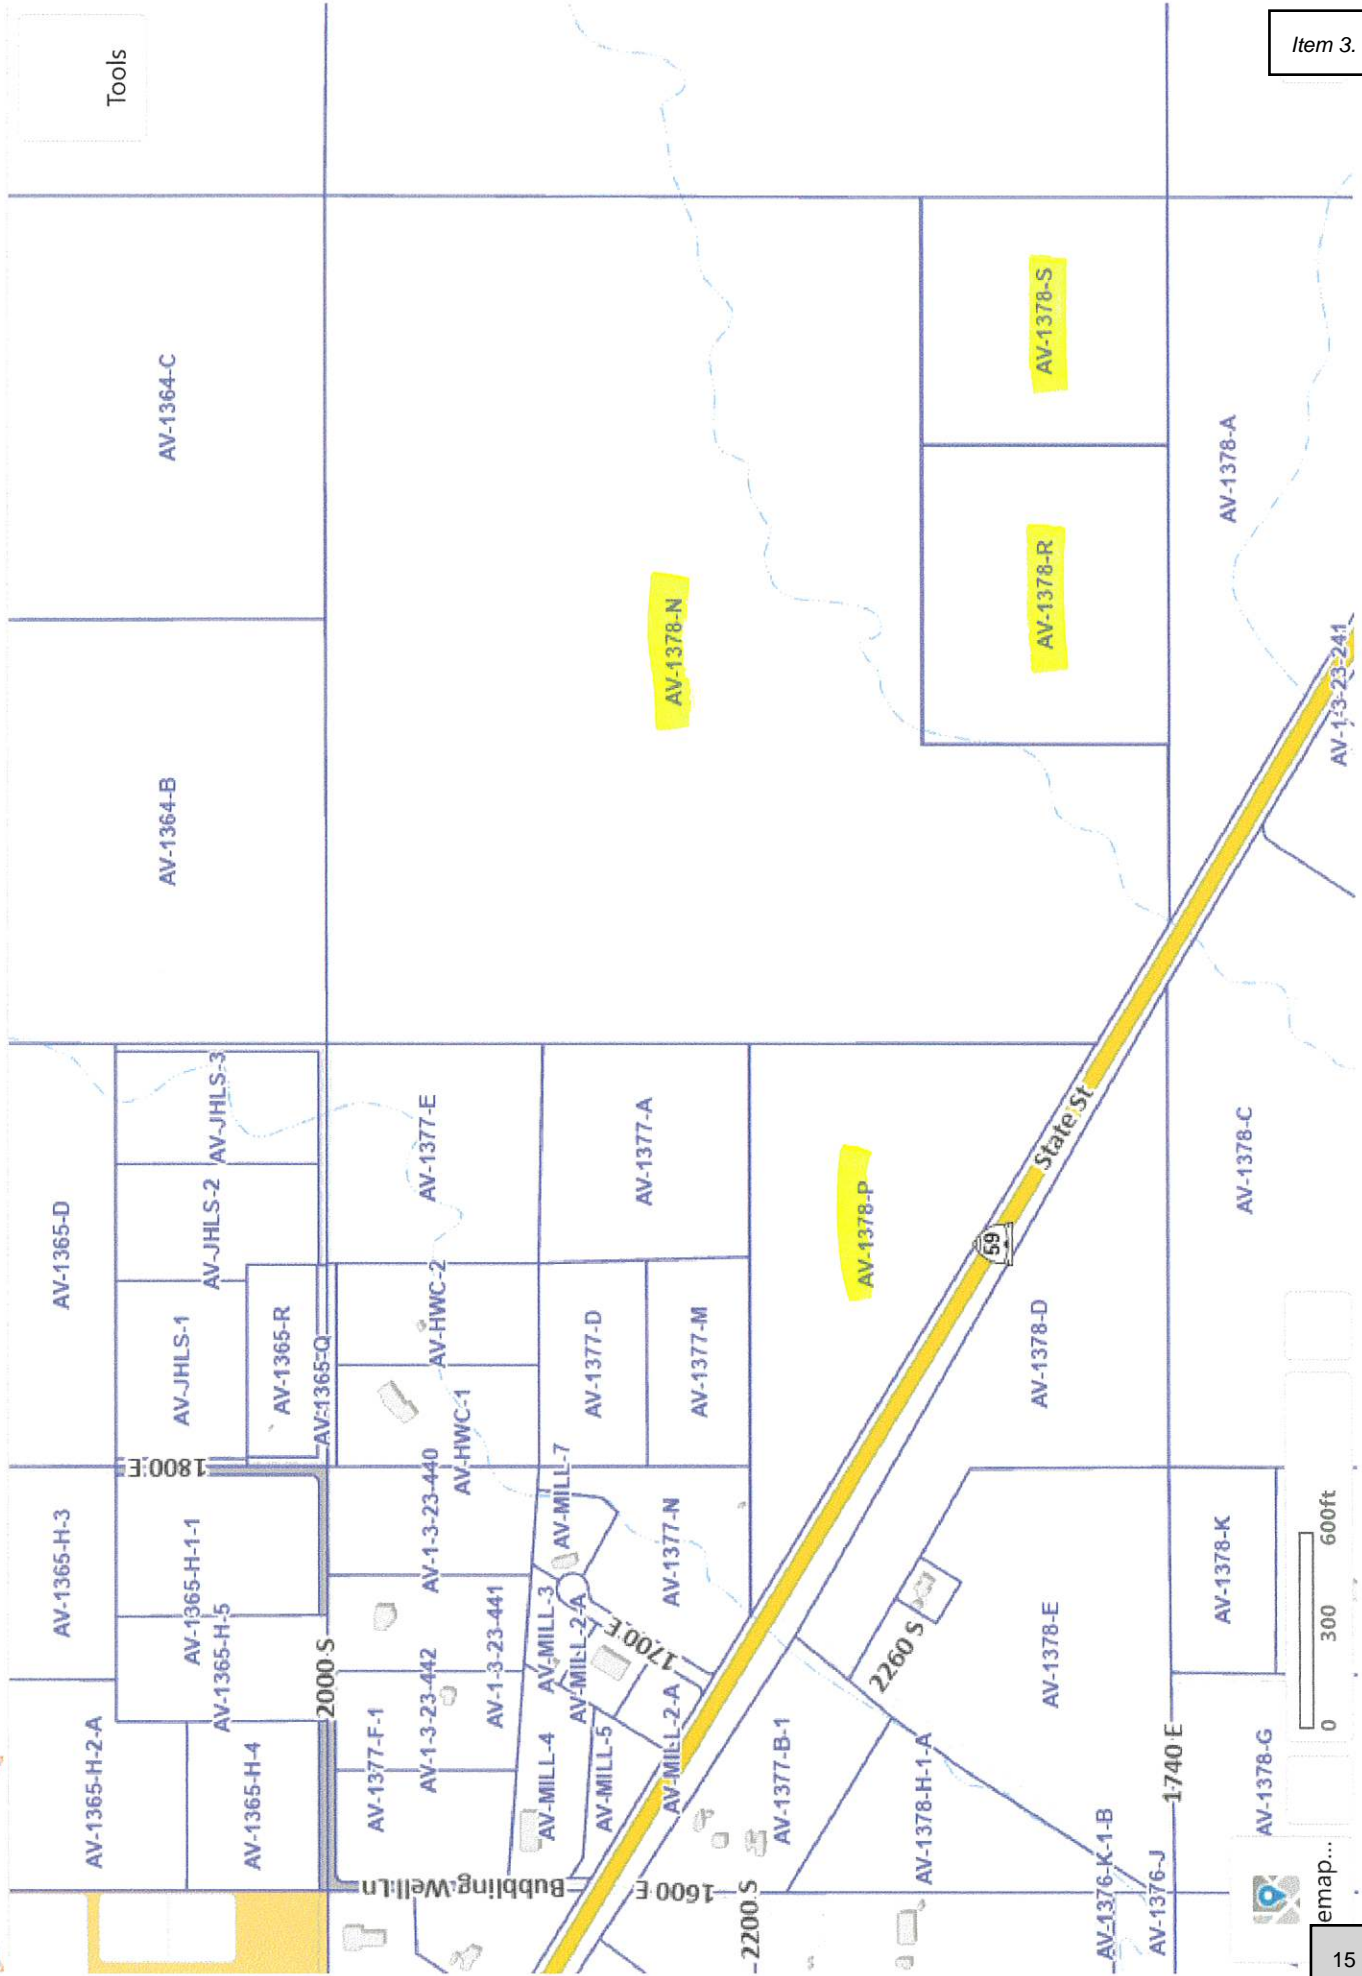 Item 3.
Tools
AV-1364-C
AV-1364-B
AV-1365-D
AV-JHLS-3
AV-JHLS-2
AV-JHLS-1
AV-1365-R
AV-1365-Q
1800 E
AV-1365-H-3
AV-1365-H-1-1
AV-1365-H-5
AV-1365-H-2-A
AV-1365-H-4
2000 S
AV-1378-N
AV-1378-S
AV-1378-R
AV-1378-A
AV-1-3-23-241
AV-1377-E
AV-1377-A
AV-HWC-2
AV-HWC-1
AV-1377-D
AV-1377-M
AV-1378-P
State St
59
AV-1378-C
AV-1378-D
AV-1-3-23-440
AV-MILL-7
AV-1377-N
AV-1-3-23-441
AV-1-3-23-442
AV-MILL-3
AV-MILL-2-A
1700 E
AV-1377-F-1
AV-MILL-4
AV-MILL-5
AV-MILL-2-A
Bubbling Well Ln
1600 E
2200 S
AV-1377-B-1
2260 S
AV-1378-E
AV-1378-K
AV-1378-H-1-A
1740 E
AV-1378-G
AV-1376-K-1-B
AV-1376-J
0 300 600ft
emap...
15